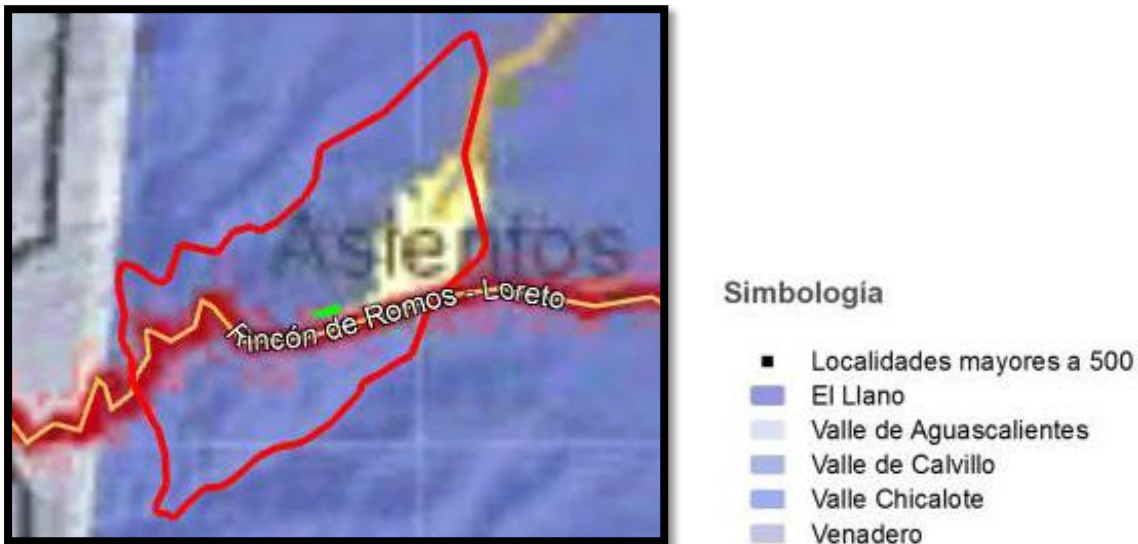 Asientos
Rincón de Romos - Loreto
Simbología
Localidades mayores a 500
El Llano
Valle de Aguascalientes
Valle de Calvillo
Valle Chicalote
Venadero